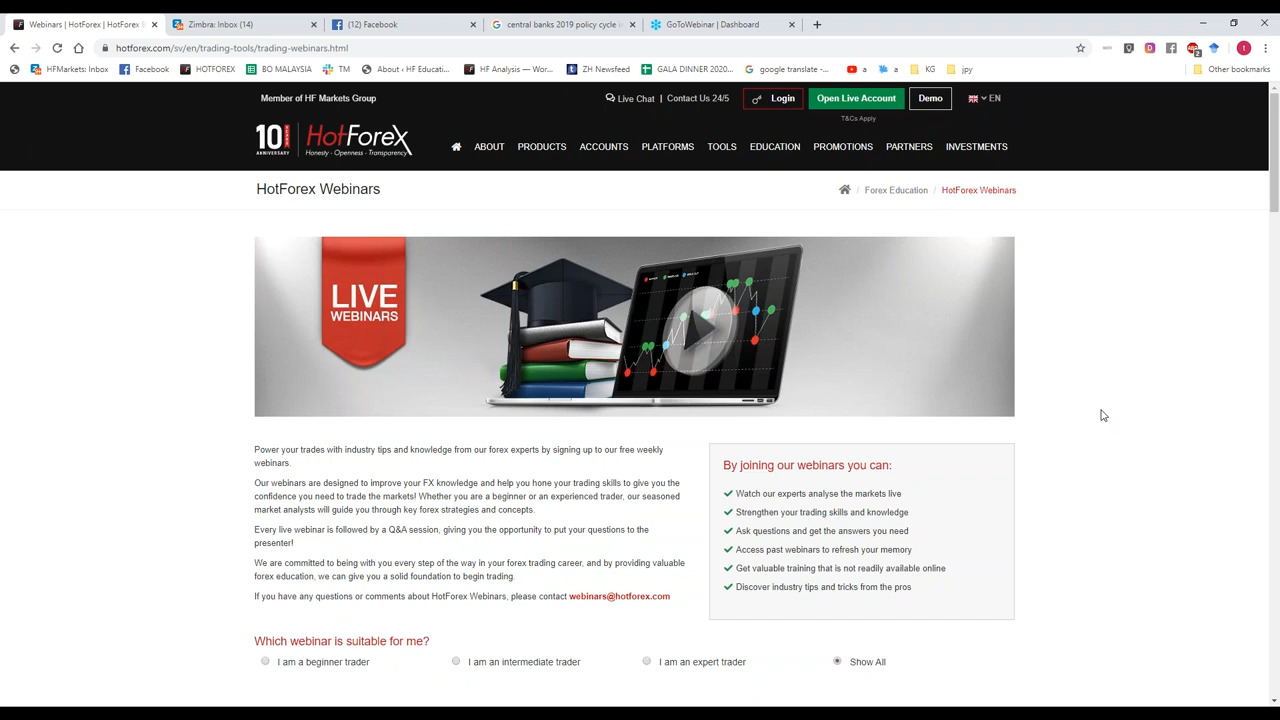 Webinars | HotForex | HotForex W
Zimbra: Inbox (14)
(12) Facebook
central banks 2019 policy cycle in
GoToWebinar | Dashboard
hotforex.com/sv/en/trading-tools/trading-webinars.html
HFMarkets: Inbox
Facebook
HOTFOREX
BO MALAYSIA
TM
About ‹ HF Educati...
HF Analysis — Wor...
ZH Newsfeed
GALA DINNER 2020...
google translate -...
a
a
KG
jpy
Other bookmarks
Member of HF Markets Group
Live Chat | Contact Us 24/5
Login
Open Live Account
Demo
EN
T&Cs Apply
10
ANNIVERSARY
HotForex
Honesty - Openness - Transparency
ABOUT PRODUCTS ACCOUNTS PLATFORMS TOOLS EDUCATION PROMOTIONS PARTNERS INVESTMENTS
HotForex Webinars
/ Forex Education / HotForex Webinars
LIVE
WEBINARS
Power your trades with industry tips and knowledge from our forex experts by signing up to our free weekly
webinars.
Our webinars are designed to improve your FX knowledge and help you hone your trading skills to give you the
confidence you need to trade the markets! Whether you are a beginner or an experienced trader, our seasoned
market analysts will guide you through key forex strategies and concepts.
Every live webinar is followed by a Q&A session, giving you the opportunity to put your questions to the
presenter!
We are committed to being with you every step of the way in your forex trading career, and by providing valuable
forex education, we can give you a solid foundation to begin trading.
If you have any questions or comments about HotForex Webinars, please contact webinars@hotforex.com
By joining our webinars you can:
Watch our experts analyse the markets live
Strengthen your trading skills and knowledge
Ask questions and get the answers you need
Access past webinars to refresh your memory
Get valuable training that is not readily available online
Discover industry tips and tricks from the pros
Which webinar is suitable for me?
I am a beginner trader
I am an intermediate trader
I am an expert trader
Show All